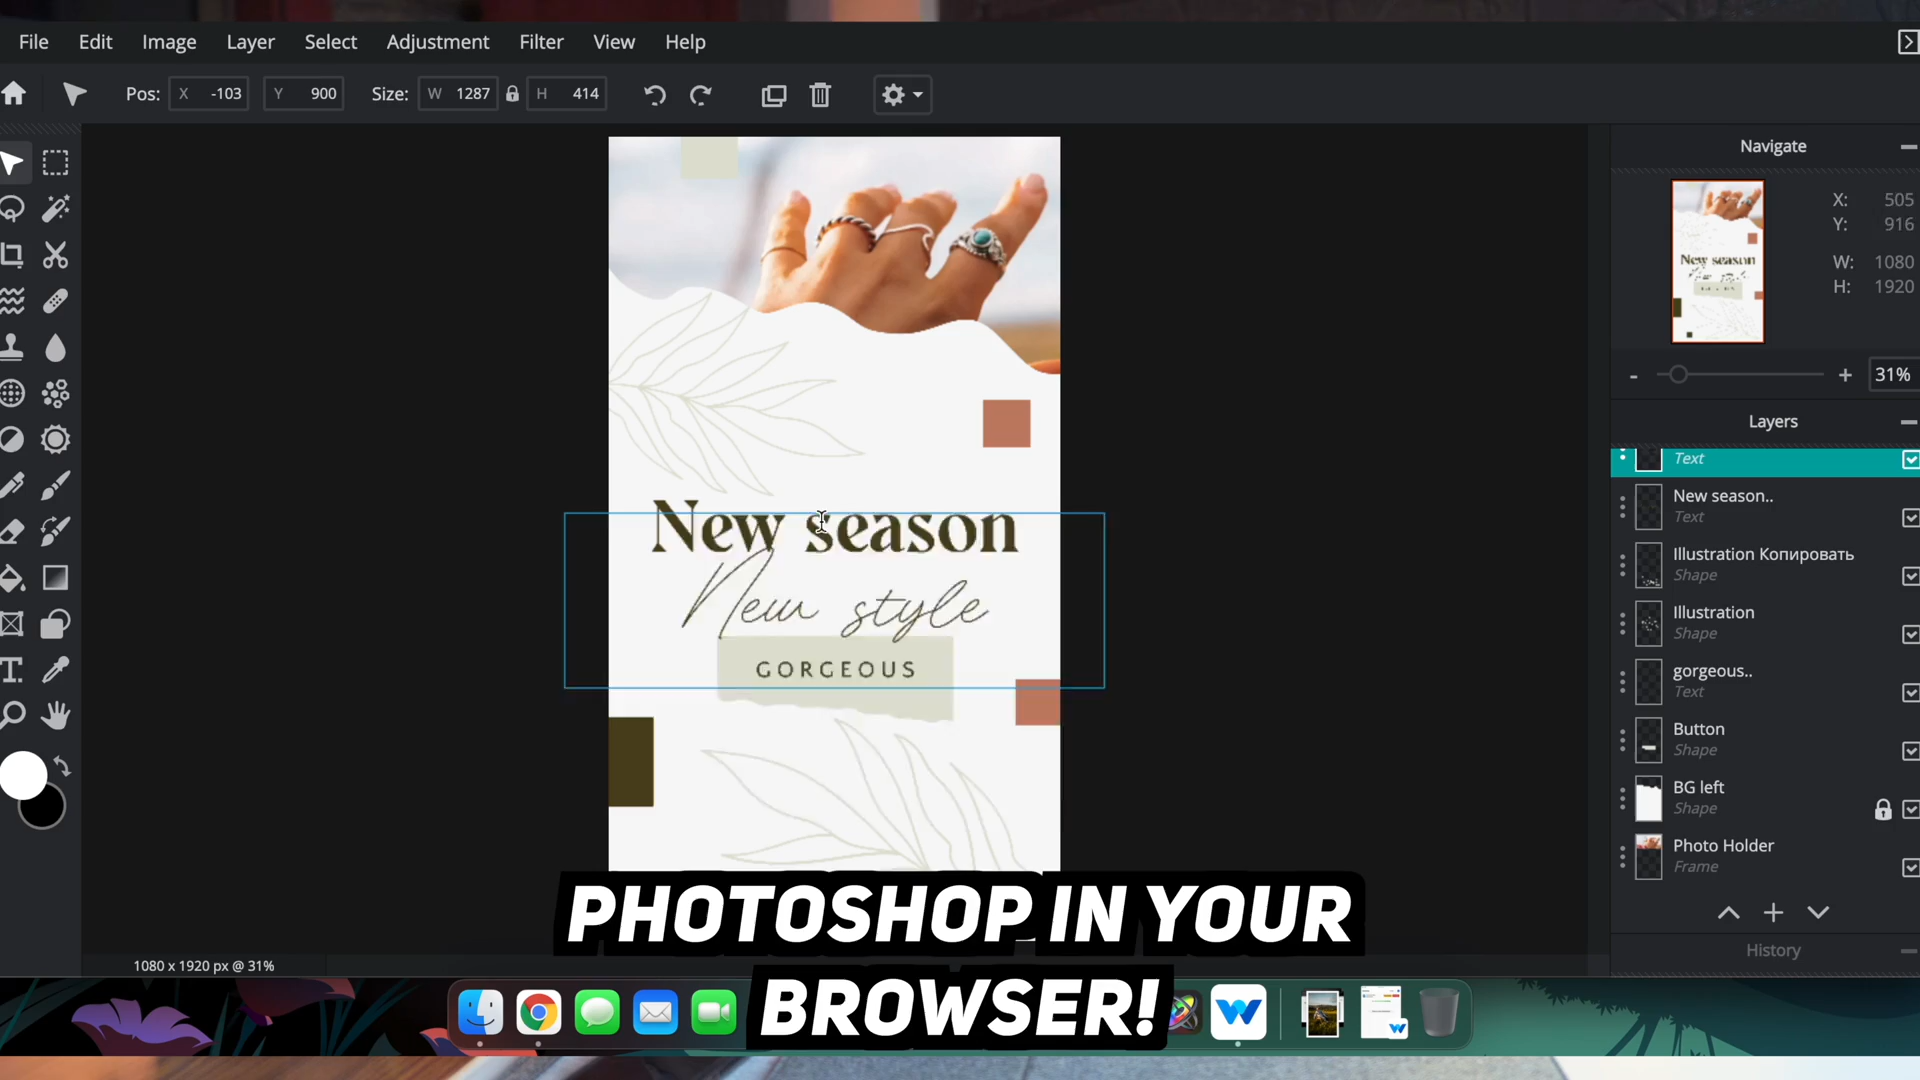 File Edit Image Layer Select Adjustment Filter View Help
Pos: X -103 Y 900 Size: W 1287 H 414
Navigate
X: 505
Y: 916
W: 1080
H: 1920
- + 31%
Layers
Text
New season..
Text
Illustration Копировать
Shape
Illustration
Shape
gorgeous..
Text
Button
Shape
BG left
Shape
Photo Holder
Frame
History
New season
New style
GORGEOUS
1080 x 1920 px @ 31%
PHOTOSHOP IN YOUR
BROWSER!